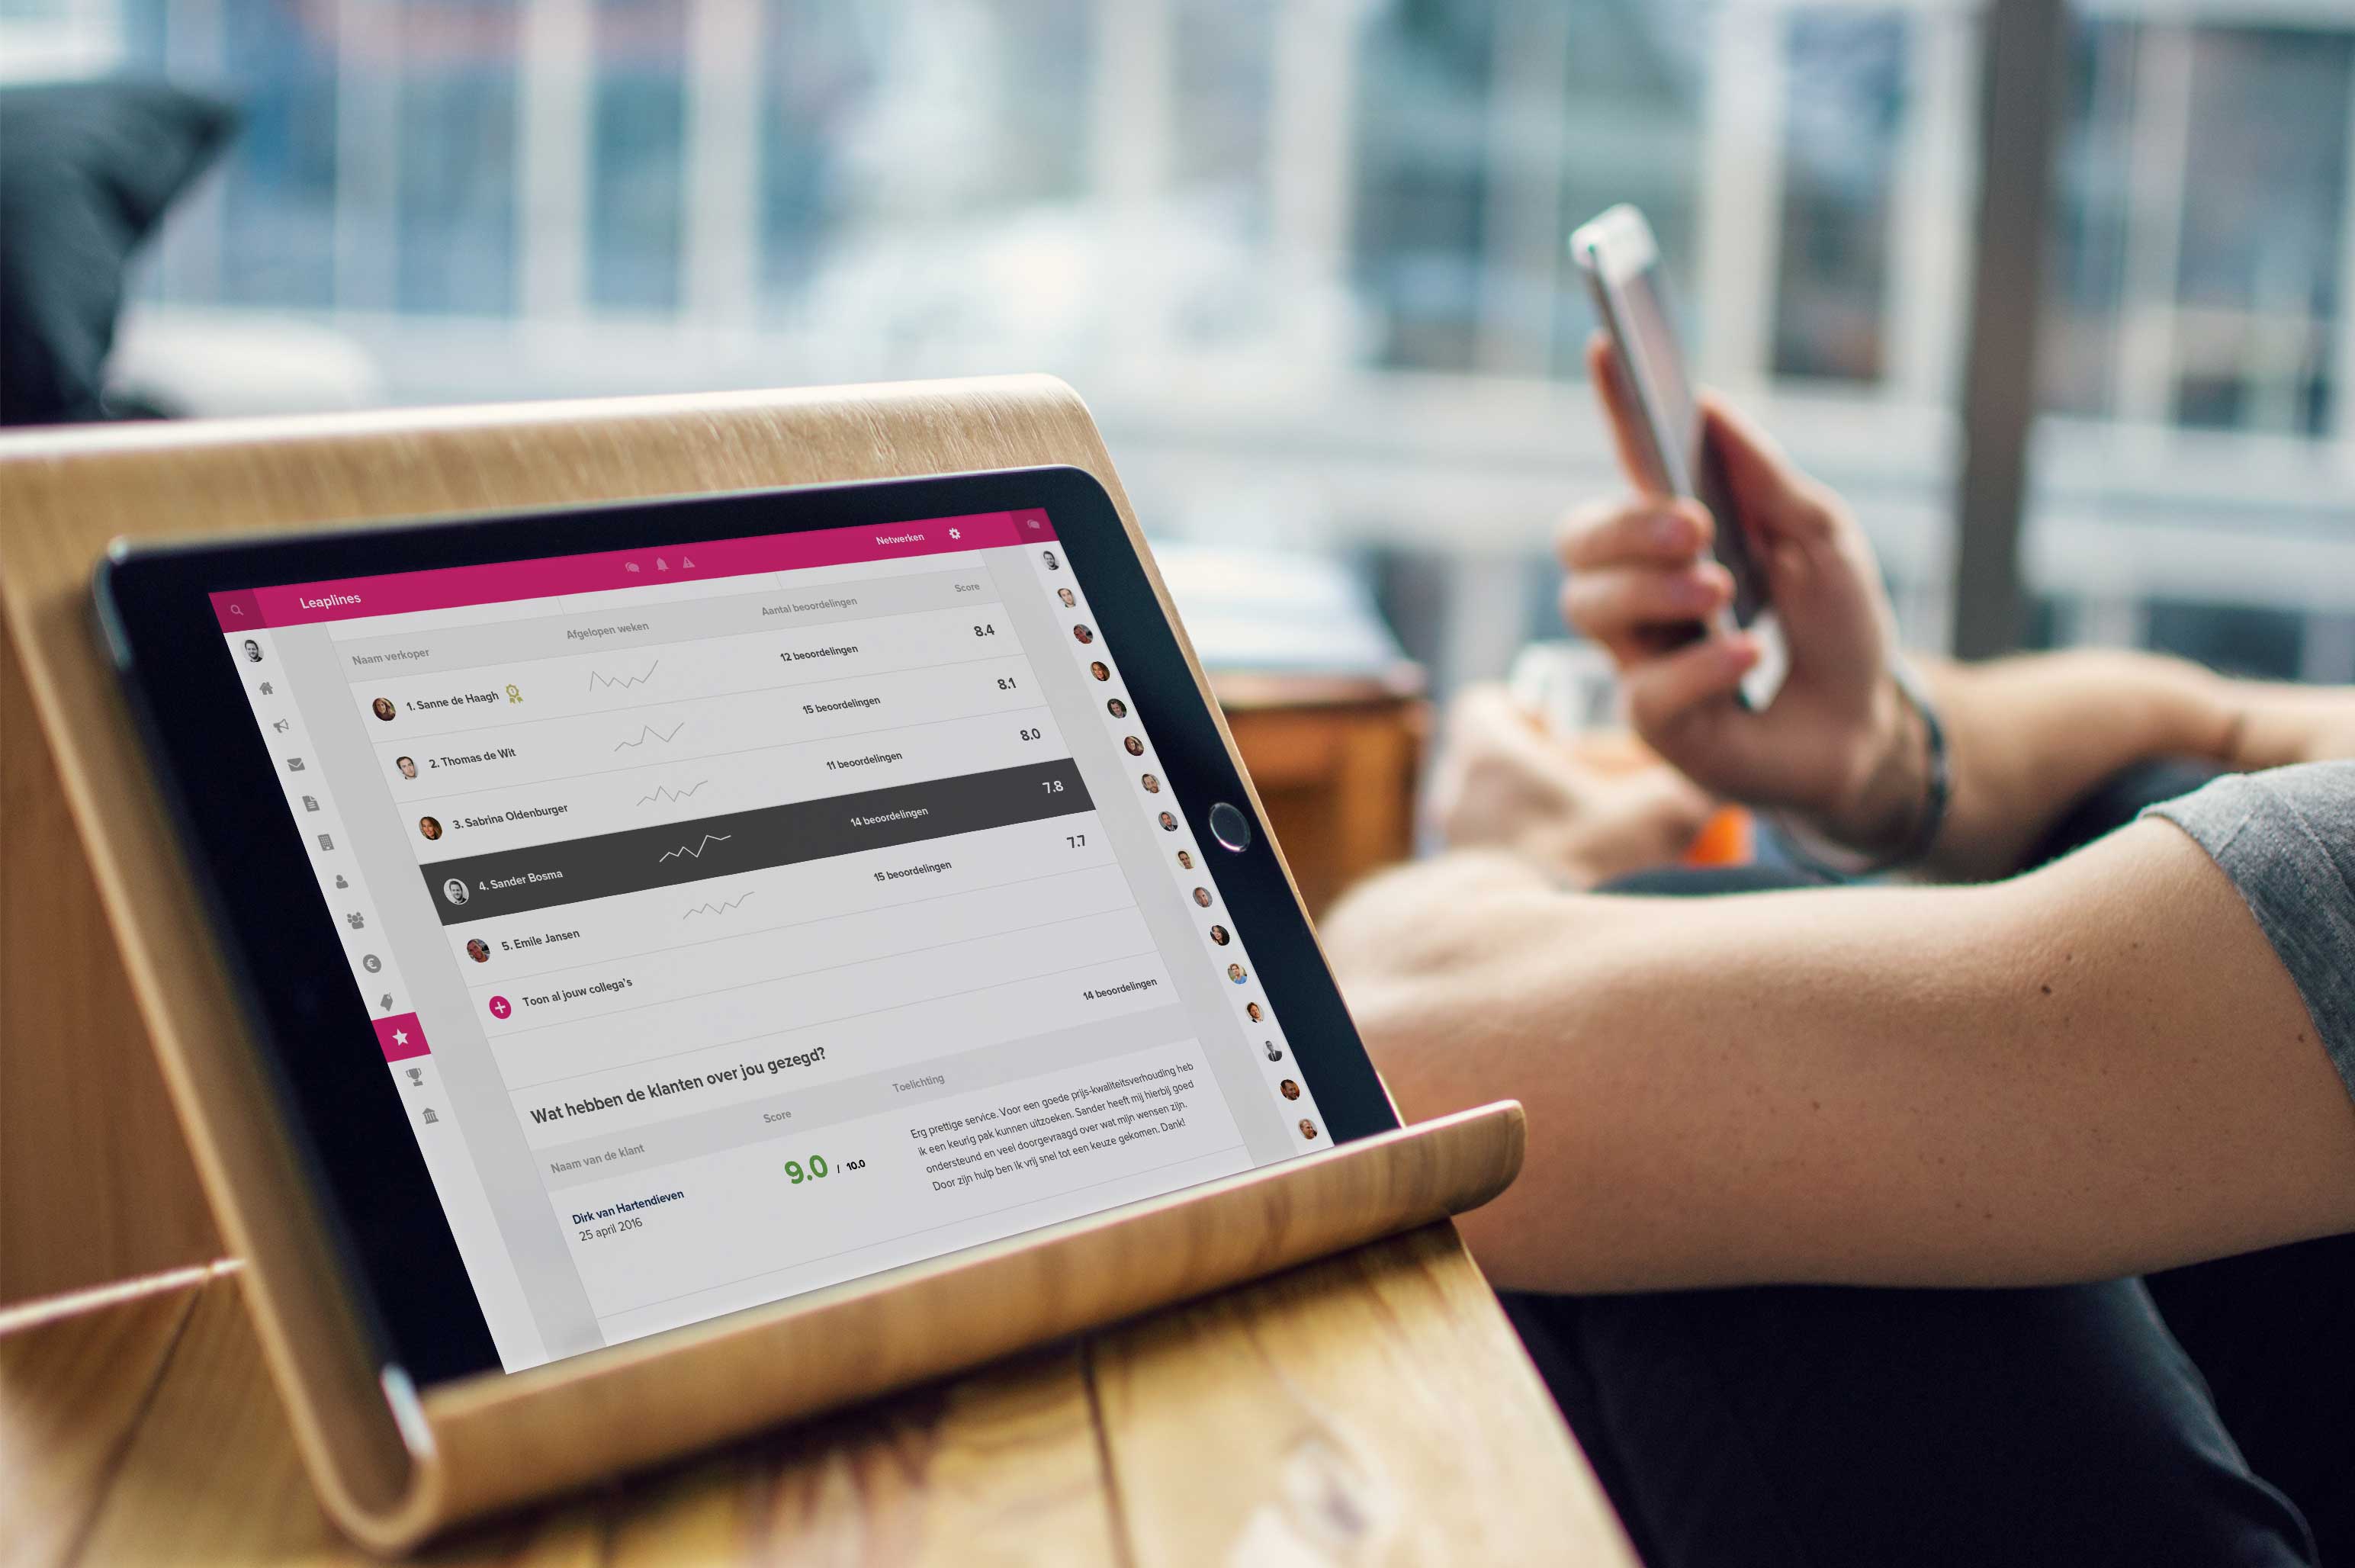 Leaplines
Netwerken
Naam verkoper Afgelopen weken Aantal beoordelingen Score
1. Sanne de Haagh 12 beoordelingen 8.4
2. Thomas de Wit 15 beoordelingen 8.1
3. Sabrina Oldenburger 11 beoordelingen 8.0
4. Sander Bosma 14 beoordelingen 7.8
5. Emile Jansen 15 beoordelingen 7.7
Toon al jouw collega's
Wat hebben de klanten over jou gezegd? 14 beoordelingen
Naam van de klant Score Toelichting
Dirk van Hartendieven
25 april 2016
9.0 / 10.0
Erg prettige service. Voor een goede prijs-kwaliteitsverhouding heb
ik een keurig pak kunnen uitzoeken. Sander heeft mij hierbij goed
ondersteund en veel doorgevraagd over wat mijn wensen zijn.
Door zijn hulp ben ik vrij snel tot een keuze gekomen. Dank!